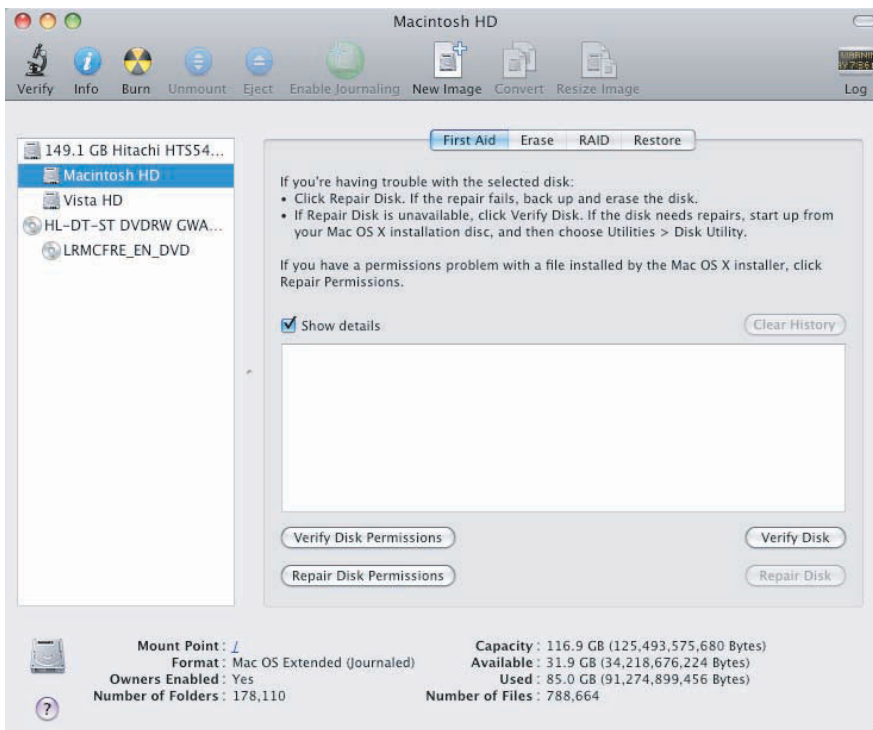 Macintosh HD
Verify Info Burn Unmount Eject Enable Journaling New Image Convert Resize Image Log
149.1 GB Hitachi HTS54...
Macintosh HD
Vista HD
HL-DT-ST DVDRW GWA...
LRMCFRE_EN_DVD
First Aid Erase RAID Restore
If you're having trouble with the selected disk:
• Click Repair Disk. If the repair fails, back up and erase the disk.
• If Repair Disk is unavailable, click Verify Disk. If the disk needs repairs, start up from
your Mac OS X installation disc, and then choose Utilities > Disk Utility.
If you have a permissions problem with a file installed by the Mac OS X installer, click
Repair Permissions.
Show details
Clear History
Verify Disk Permissions
Verify Disk
Repair Disk Permissions
Repair Disk
Mount Point : /
Format : Mac OS Extended (Journaled)
Owners Enabled : Yes
Number of Folders : 178,110
Capacity : 116.9 GB (125,493,575,680 Bytes)
Available : 31.9 GB (34,218,676,224 Bytes)
Used : 85.0 GB (91,274,899,456 Bytes)
Number of Files : 788,664
?